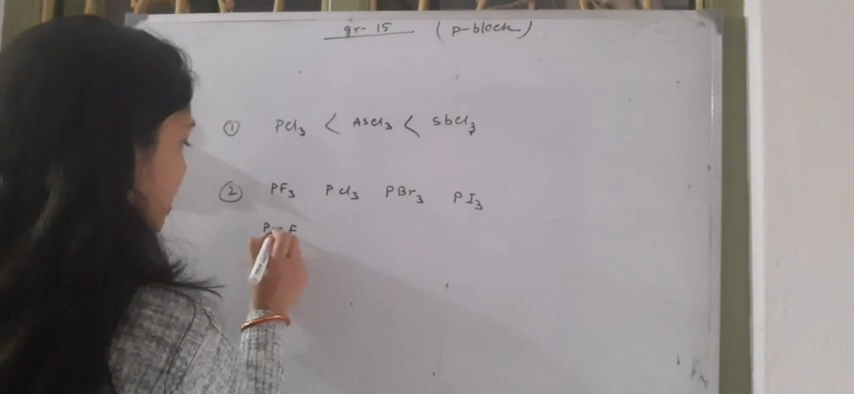 gr- 15 (p-block)
① PCl₃ < AsCl₃ < SbCl₃
② PF₃ PCl₃ PBr₃ PI₃
P - F